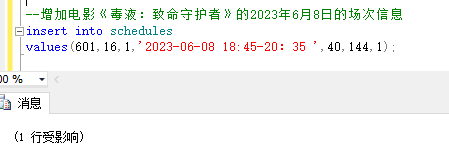 --增加电影《毒液：致命守护者》的2023年6月8日的场次信息
insert into schedules
values(601,16,1,'2023-06-08 18:45-20：35 ',40,144,1);
00 %
消息
(1 行受影响)